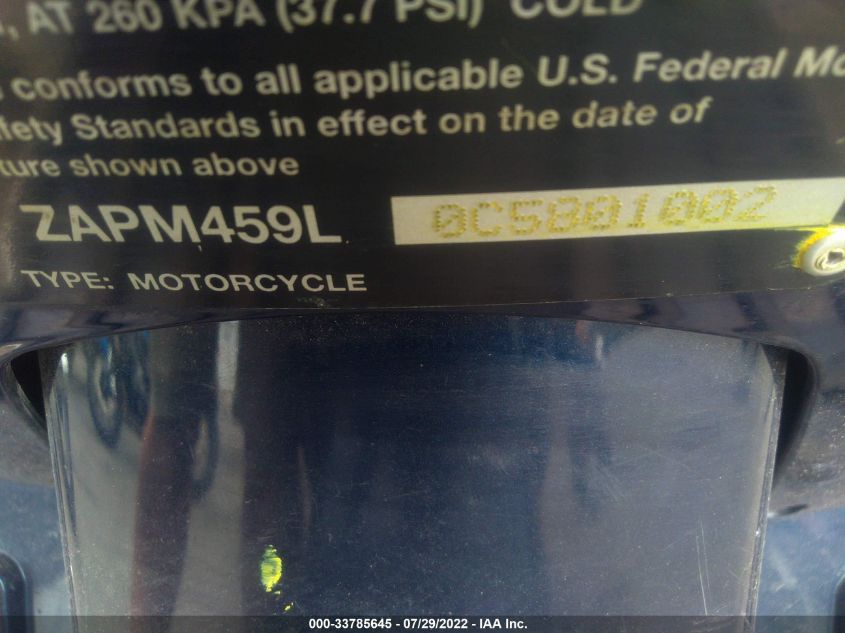 , AT 260 KPA (37.7 PSI) COLD
conforms to all applicable U.S. Federal Mo
fety Standards in effect on the date of
ture shown above
ZAPM459L 0C5801002
TYPE: MOTORCYCLE
000-33785645 - 07/29/2022 - IAA Inc.